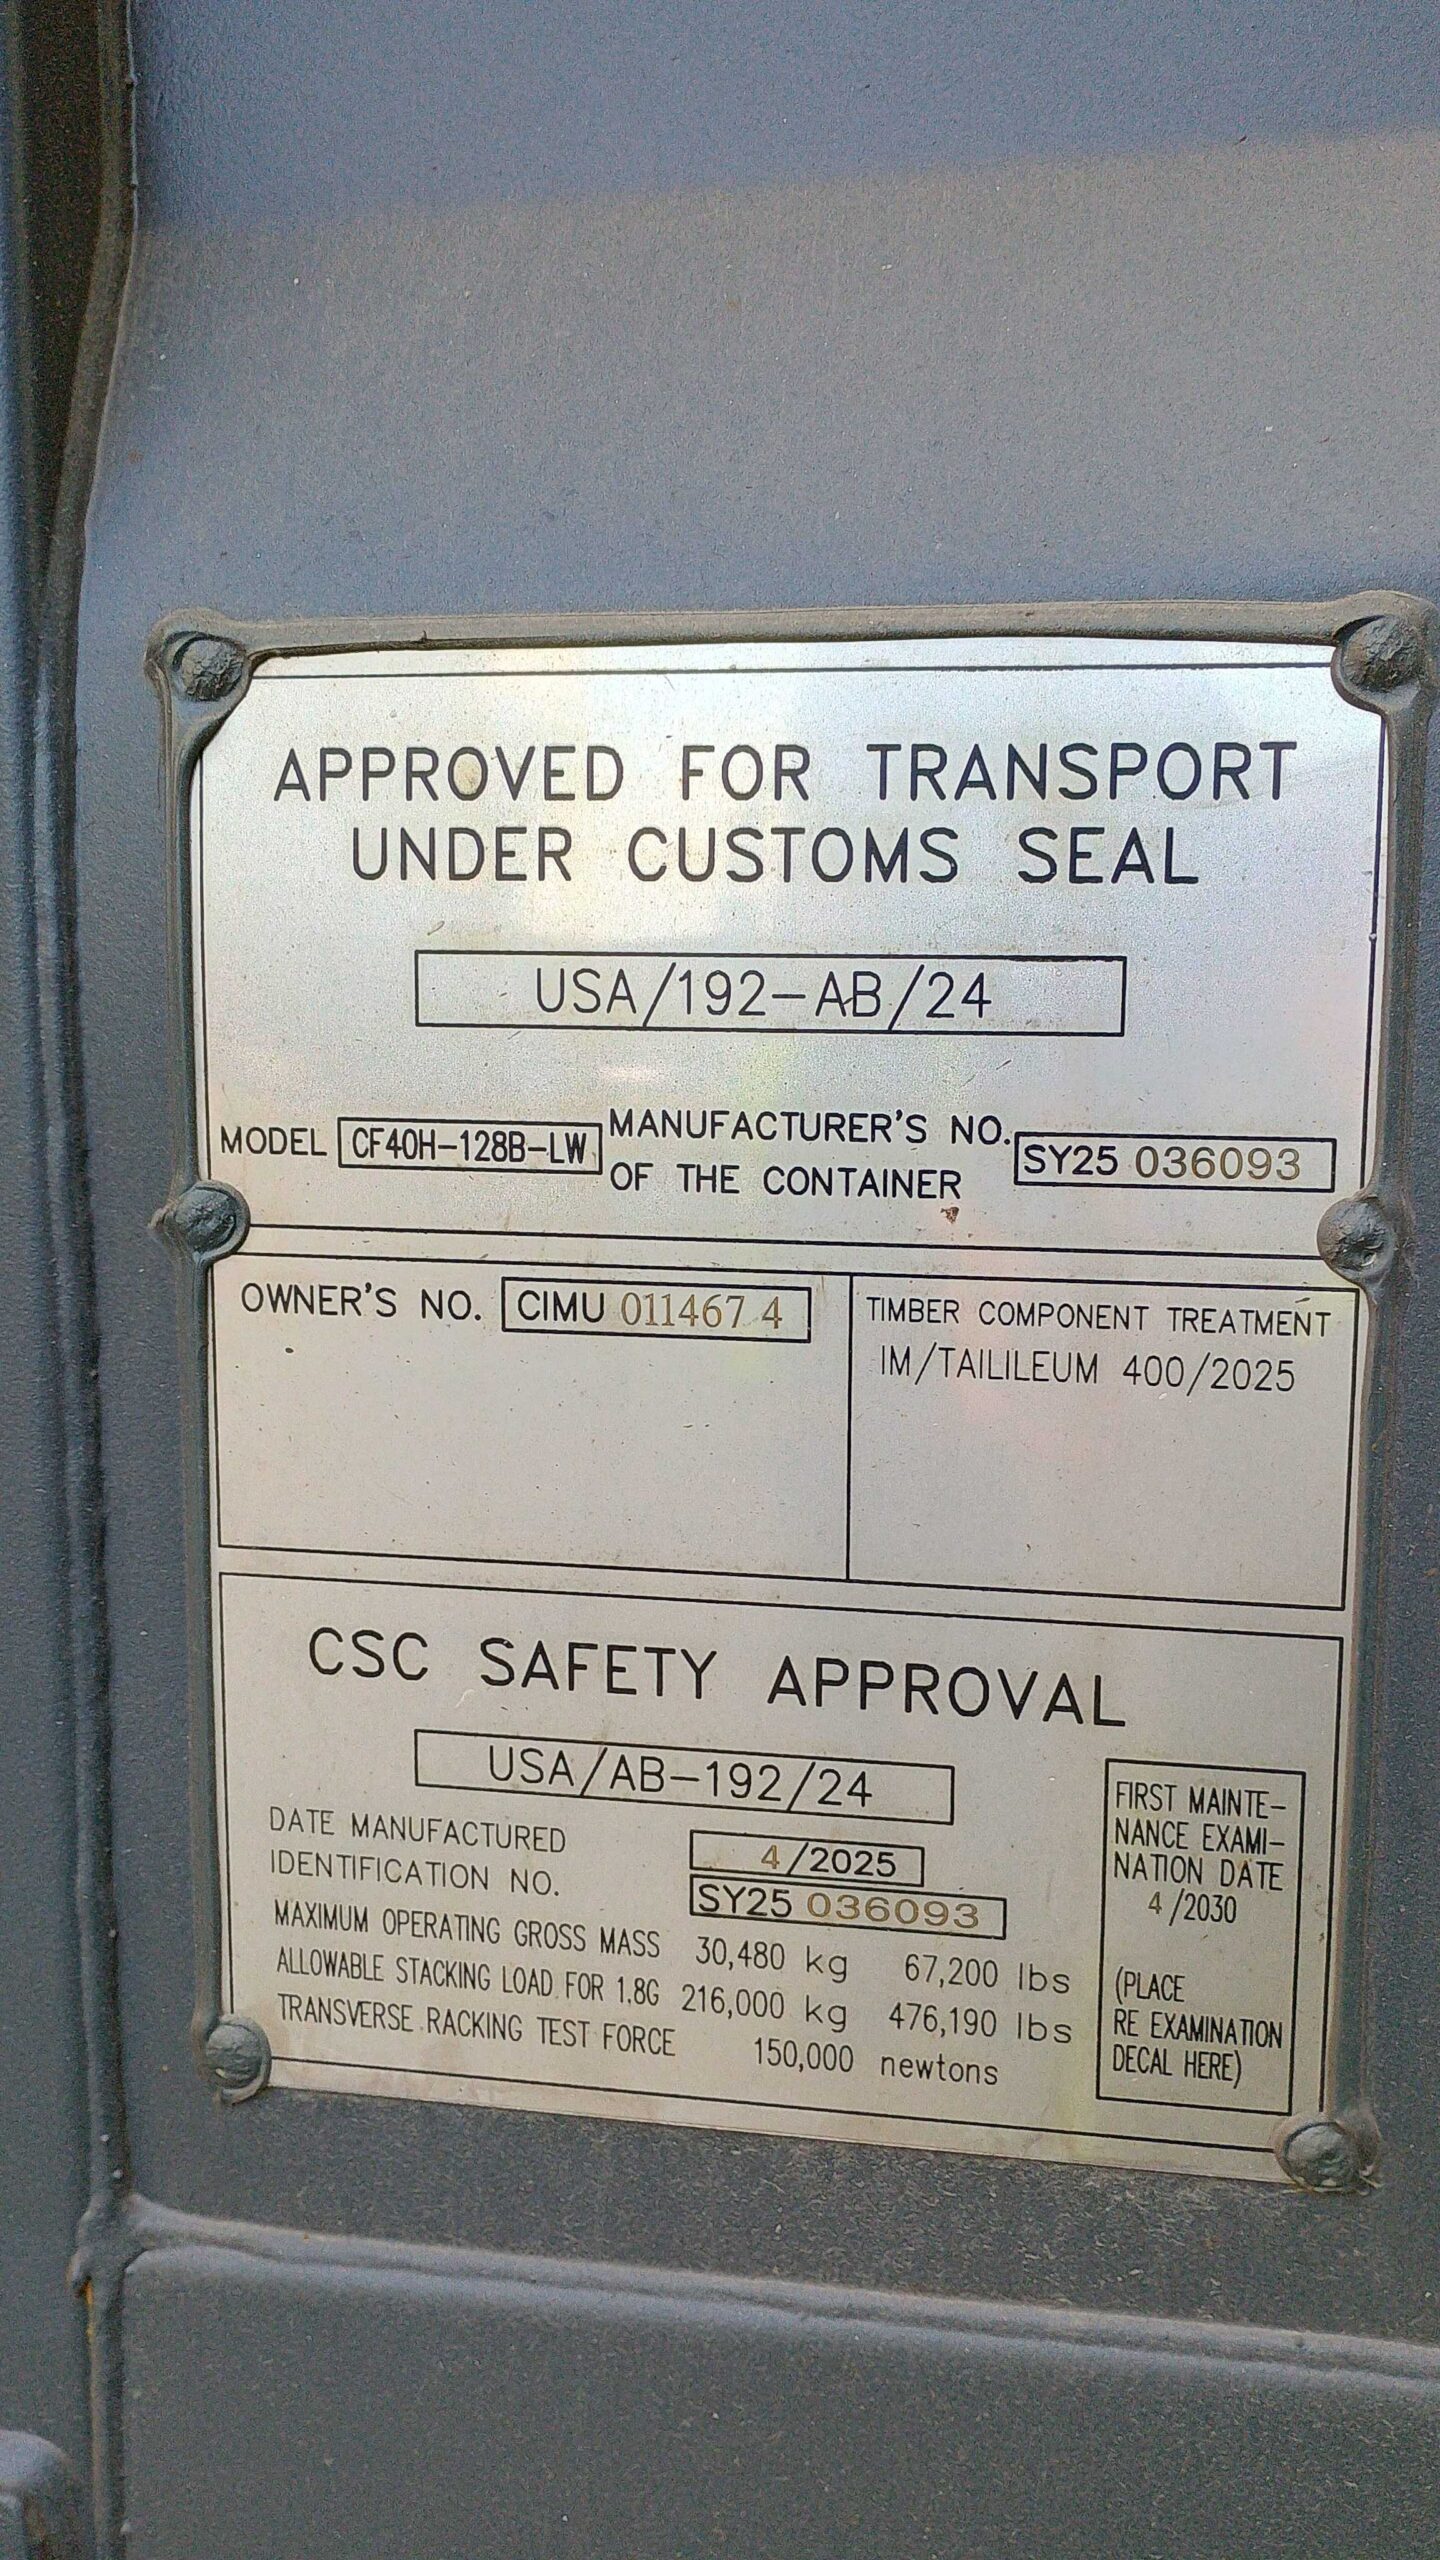 APPROVED FOR TRANSPORT
UNDER CUSTOMS SEAL
USA/192-AB/24
MODEL CF40H-128B-LW MANUFACTURER'S NO. OF THE CONTAINER SY25 036093
OWNER'S NO. CIMU 011467 4
TIMBER COMPONENT TREATMENT
IM/TAILILEUM 400/2025
CSC SAFETY APPROVAL
USA/AB-192/24
DATE MANUFACTURED 4/2025
IDENTIFICATION NO. SY25 036093
MAXIMUM OPERATING GROSS MASS 30,480 kg 67,200 lbs
ALLOWABLE STACKING LOAD FOR 1.8G 216,000 kg 476,190 lbs
TRANSVERSE RACKING TEST FORCE 150,000 newtons
FIRST MAINTE-
NANCE EXAMI-
NATION DATE
4/2030
(PLACE
RE EXAMINATION
DECAL HERE)